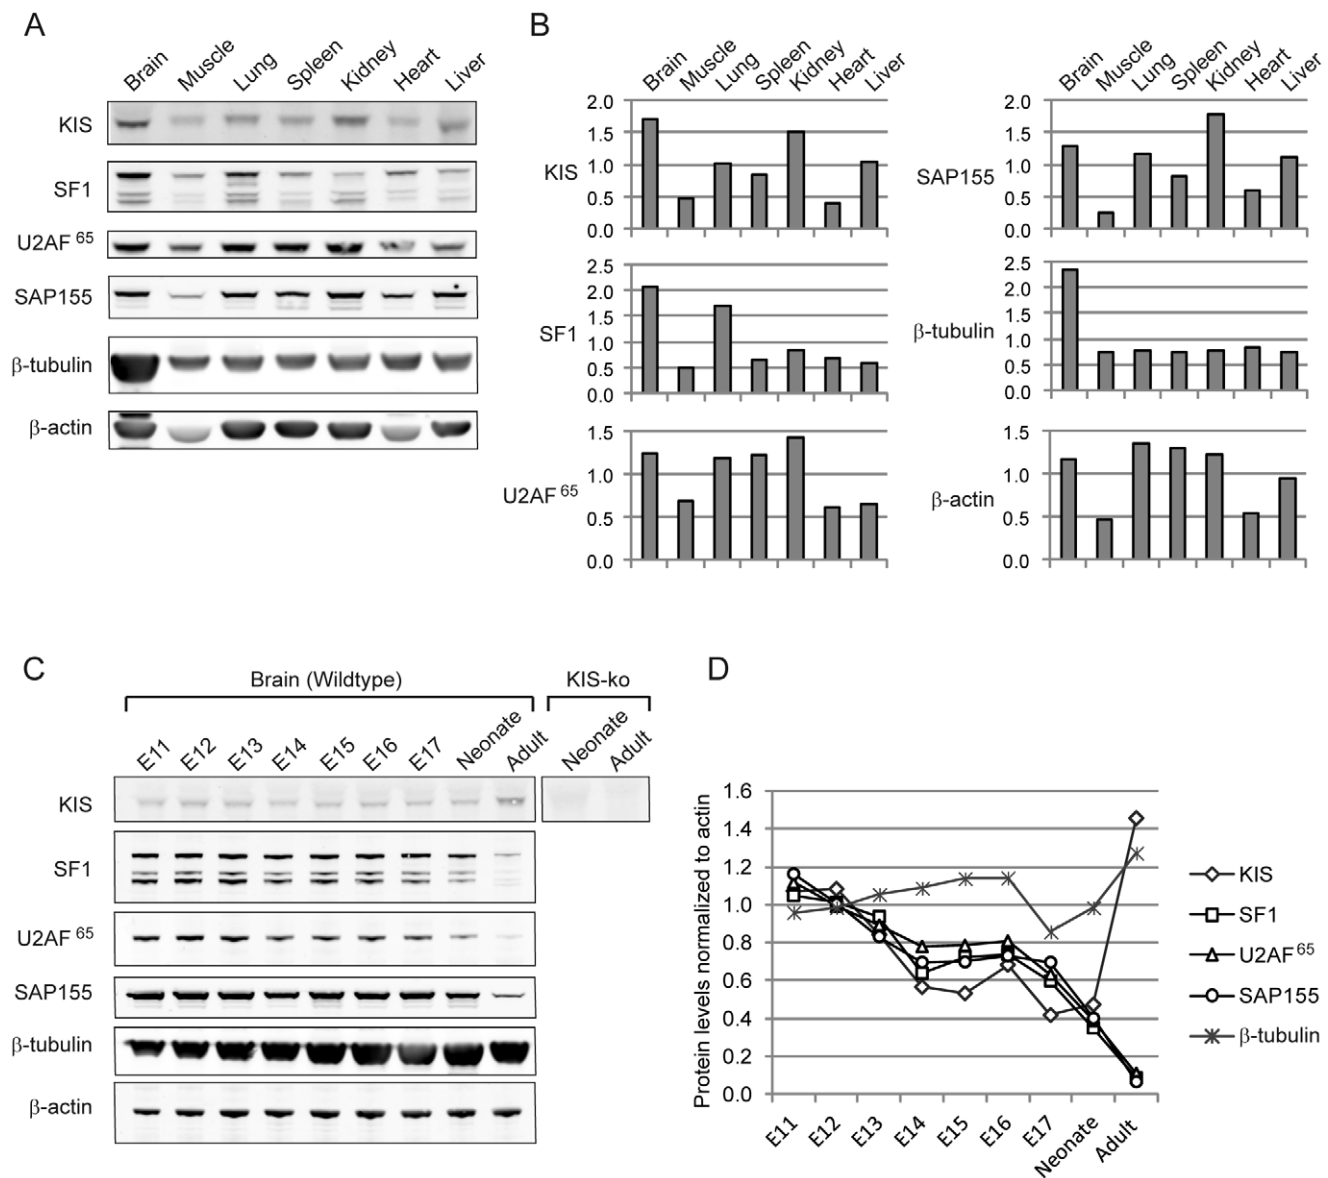 A
Brain Muscle Lung Spleen Kidney Heart Liver
KIS
SF1
U2AF 65
SAP155
β-tubulin
β-actin
B
Brain Muscle Lung Spleen Kidney Heart Liver
2.0
1.5
1.0
0.5
0.0
KIS
2.5
2.0
1.5
1.0
0.5
0.0
SF1
1.5
1.0
0.5
0.0
U2AF 65
Brain Muscle Lung Spleen Kidney Heart Liver
2.0
1.5
1.0
0.5
0.0
SAP155
2.5
2.0
1.5
1.0
0.5
0.0
β-tubulin
1.5
1.0
0.5
0.0
β-actin
C
Brain (Wildtype) KIS-ko
E11 E12 E13 E14 E15 E16 E17 Neonate Adult Neonate Adult
KIS
SF1
U2AF 65
SAP155
β-tubulin
β-actin
D
Protein levels normalized to actin
1.6
1.4
1.2
1.0
0.8
0.6
0.4
0.2
0.0
E11 E12 E13 E14 E15 E16 E17 Neonate Adult
KIS
SF1
U2AF 65
SAP155
β-tubulin